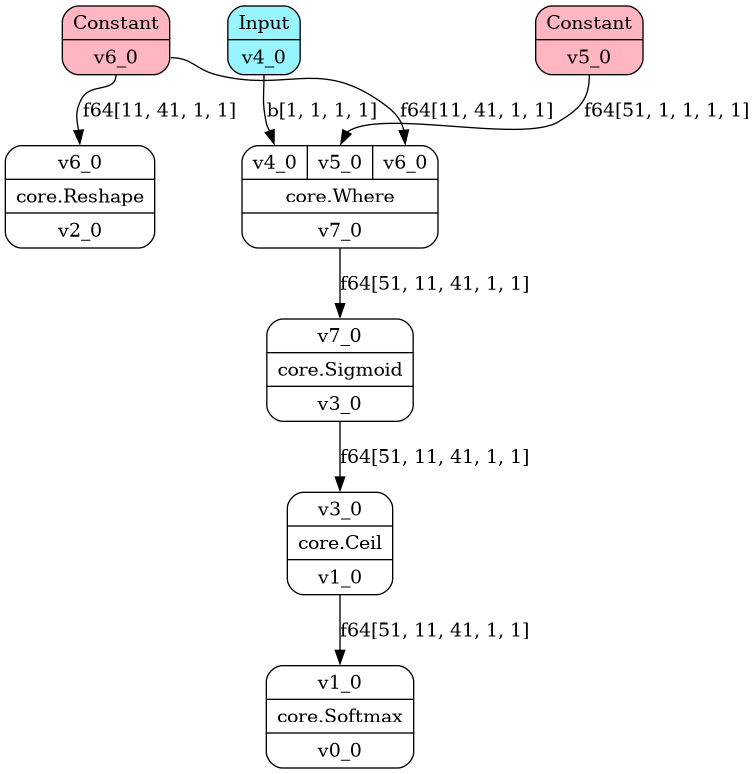 Constant
v6_0
Input
v4_0
Constant
v5_0
f64[11, 41, 1, 1]
b[1, 1, 1, 1]
f64[11, 41, 1, 1]
f64[51, 1, 1, 1, 1]
v6_0
core.Reshape
v2_0
v4_0 v5_0 v6_0
core.Where
v7_0
f64[51, 11, 41, 1, 1]
v7_0
core.Sigmoid
v3_0
f64[51, 11, 41, 1, 1]
v3_0
core.Ceil
v1_0
f64[51, 11, 41, 1, 1]
v1_0
core.Softmax
v0_0